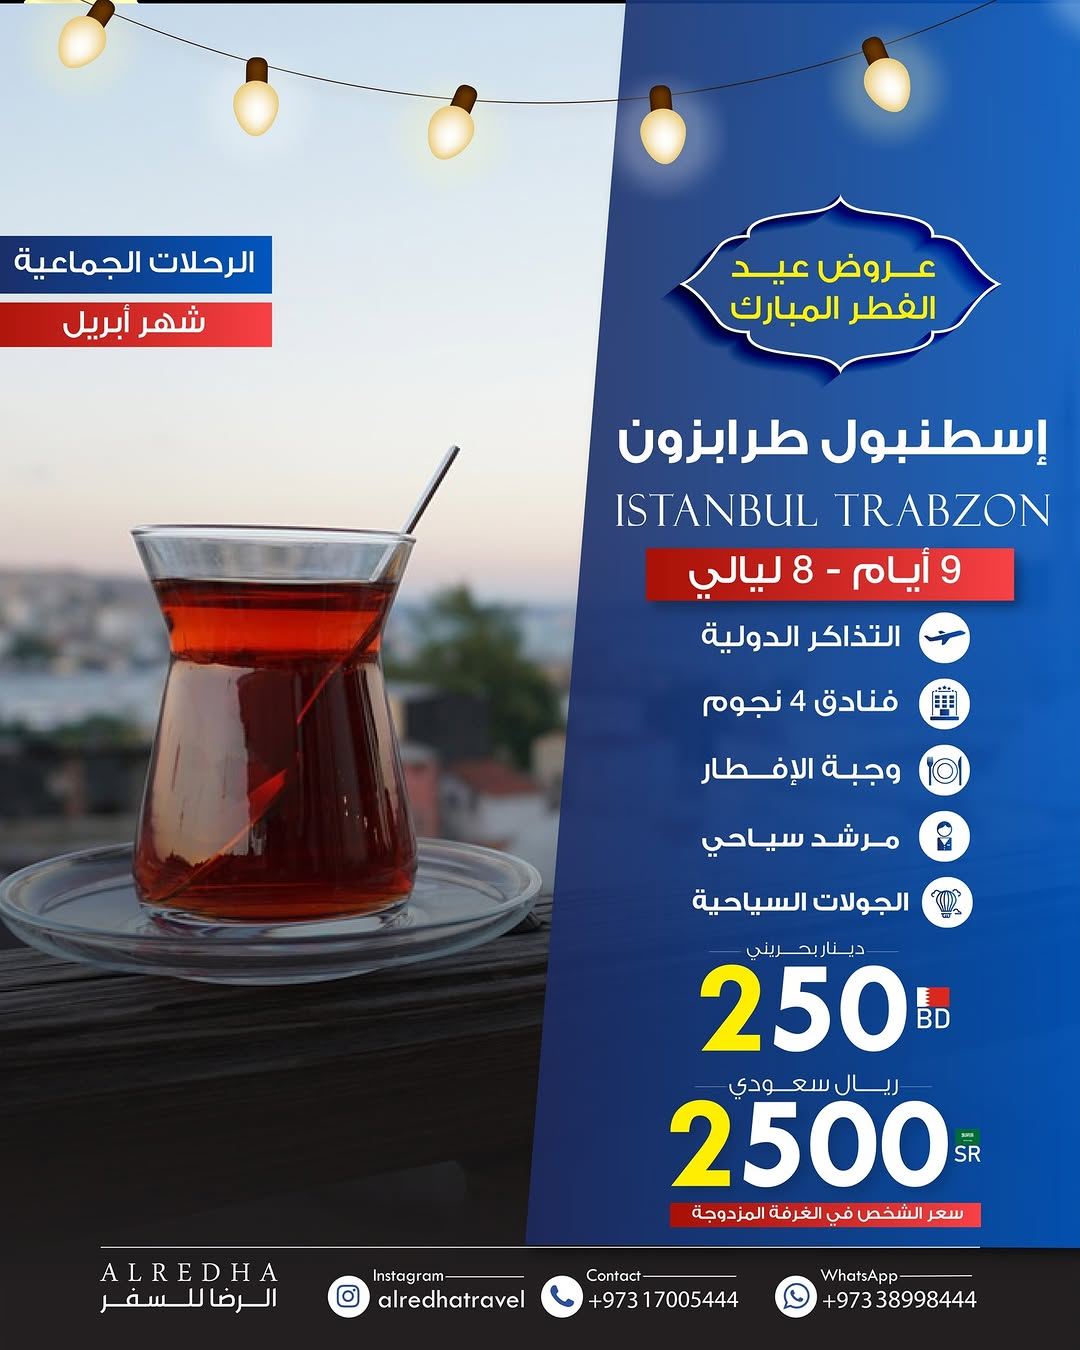 الرحلات الجماعية
شهر أبريل
عروض عيد
الفطر المبارك
إسطنبول طرابزون
ISTANBUL TRABZON
9 أيام - 8 ليالي
التذاكر الدولية
فنادق 4 نجوم
وجبة الإفطار
مرشد سياحي
الجولات السياحية
دينار بحريني
250 BD
ريال سعودي
2500 SR
سعر الشخص في الغرفة المزدوجة
ALREDHA
الرضا للسفر
Instagram
alredhatravel
Contact
+973 17005444
WhatsApp
+973 38998444